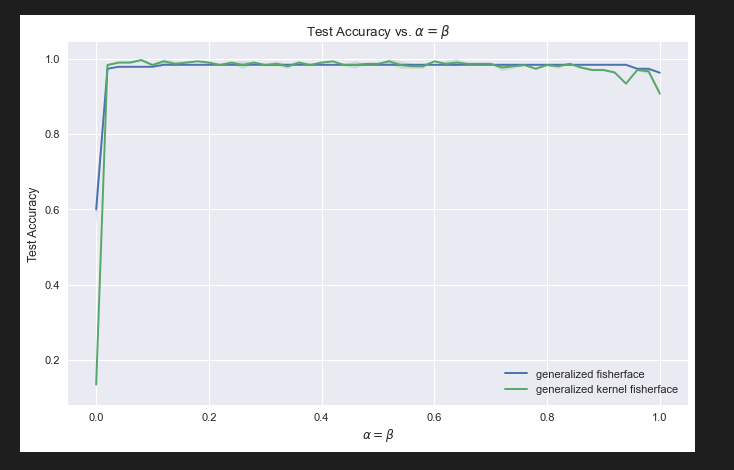 Test Accuracy vs. α = β
1.0
0.8
0.6
0.4
0.2
Test Accuracy
generalized fisherface
generalized kernel fisherface
0.0 0.2 0.4 0.6 0.8 1.0
α = β